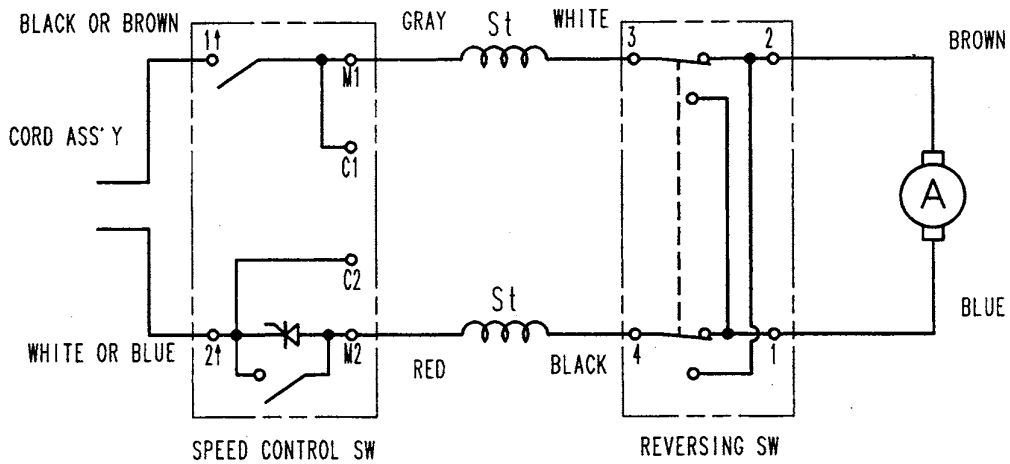 BLACK OR BROWN
GRAY
St
WHITE
BROWN
1↑
M1
3
2
CORD ASS'Y
C1
A
C2
St
BLUE
WHITE OR BLUE
2↑
M2
RED
BLACK
4
1
SPEED CONTROL SW
REVERSING SW